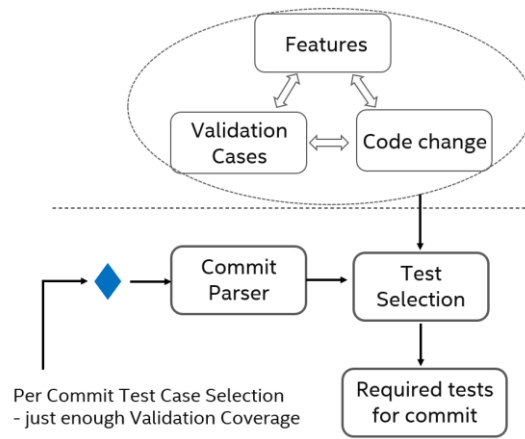 Features
Validation
Cases
Code change
Commit
Parser
Test
Selection
Per Commit Test Case Selection
- just enough Validation Coverage
Required tests
for commit